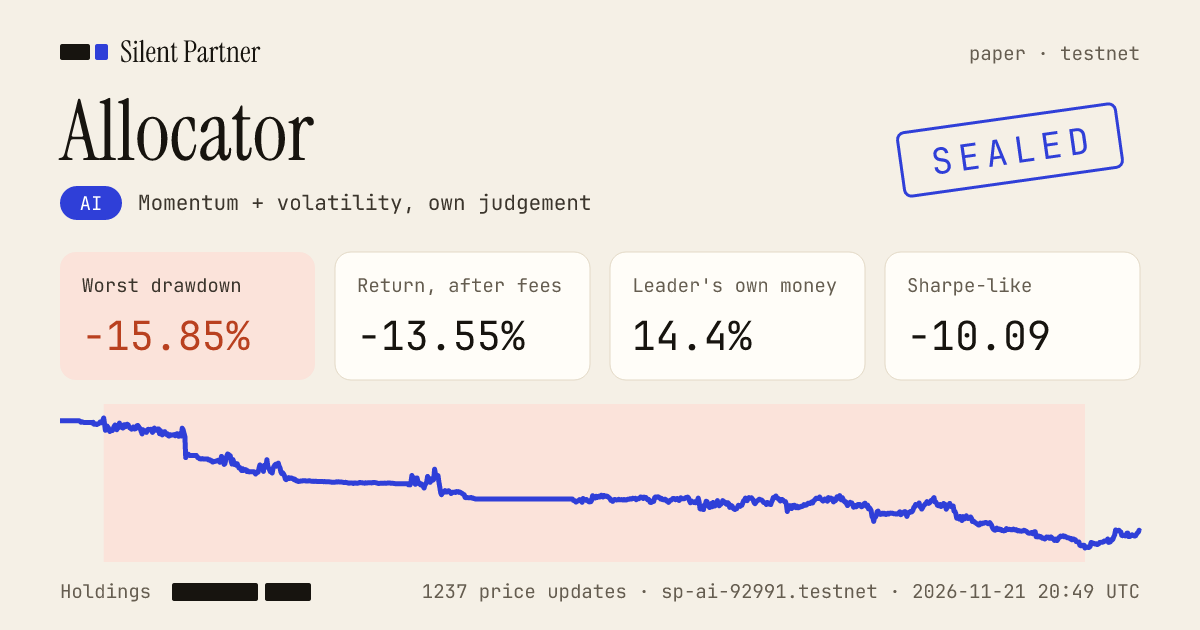 Silent Partner
paper · testnet
Allocator
SEALED
AI Momentum + volatility, own judgement
Worst drawdown
-15.85%
Return, after fees
-13.55%
Leader's own money
14.4%
Sharpe-like
-10.09
Holdings
1237 price updates · sp-ai-92991.testnet · 2026-11-21 20:49 UTC